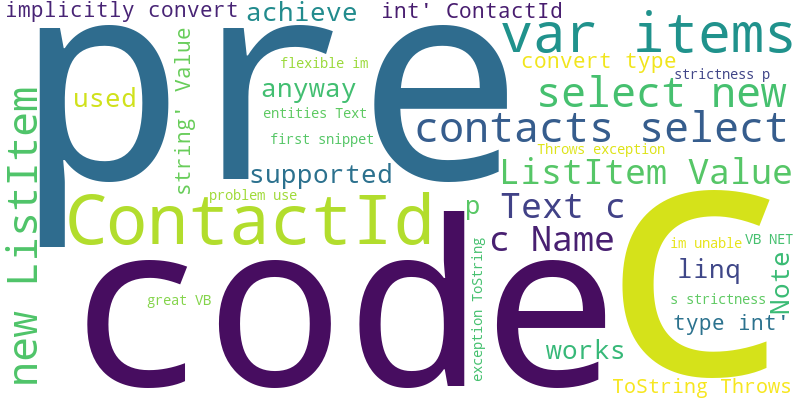 implicitly convert
achieve
int' ContactId
pre
var items
flexible im
convert type
strictness p
string' Value
used
anyway
select new
entities Text
contacts select
first snippet
Throws exception
new ListItem
supported
ListItem Value
problem use
ContactId
p
Text c
c Name
C
code
im unable
VB NET
linq
Note
exception ToString
great VB
s strictness
type int'
works
ToString Throws